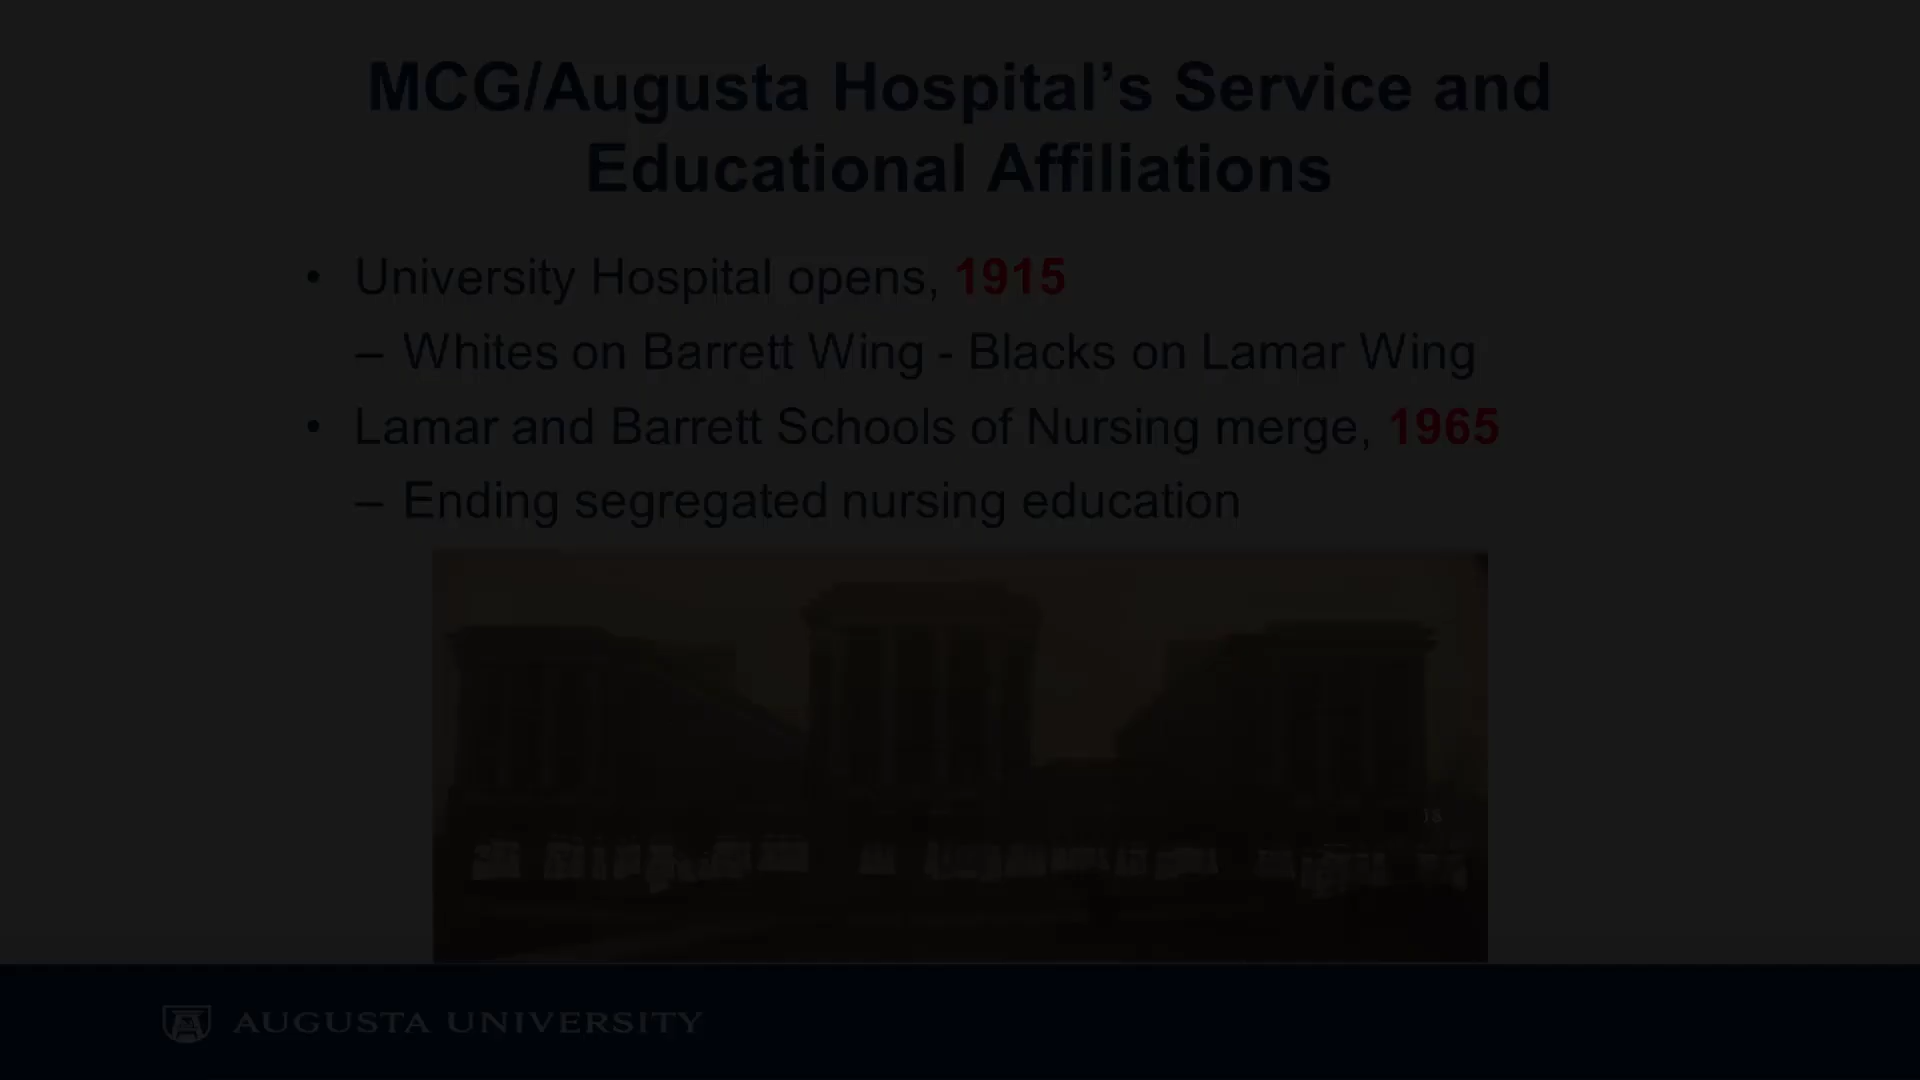 MCG/Augusta Hospital’s Service and
Educational Affiliations
• University Hospital opens, 1915
– Whites on Barrett Wing - Blacks on Lamar Wing
• Lamar and Barrett Schools of Nursing merge, 1965
– Ending segregated nursing education
18
AUGUSTA UNIVERSITY